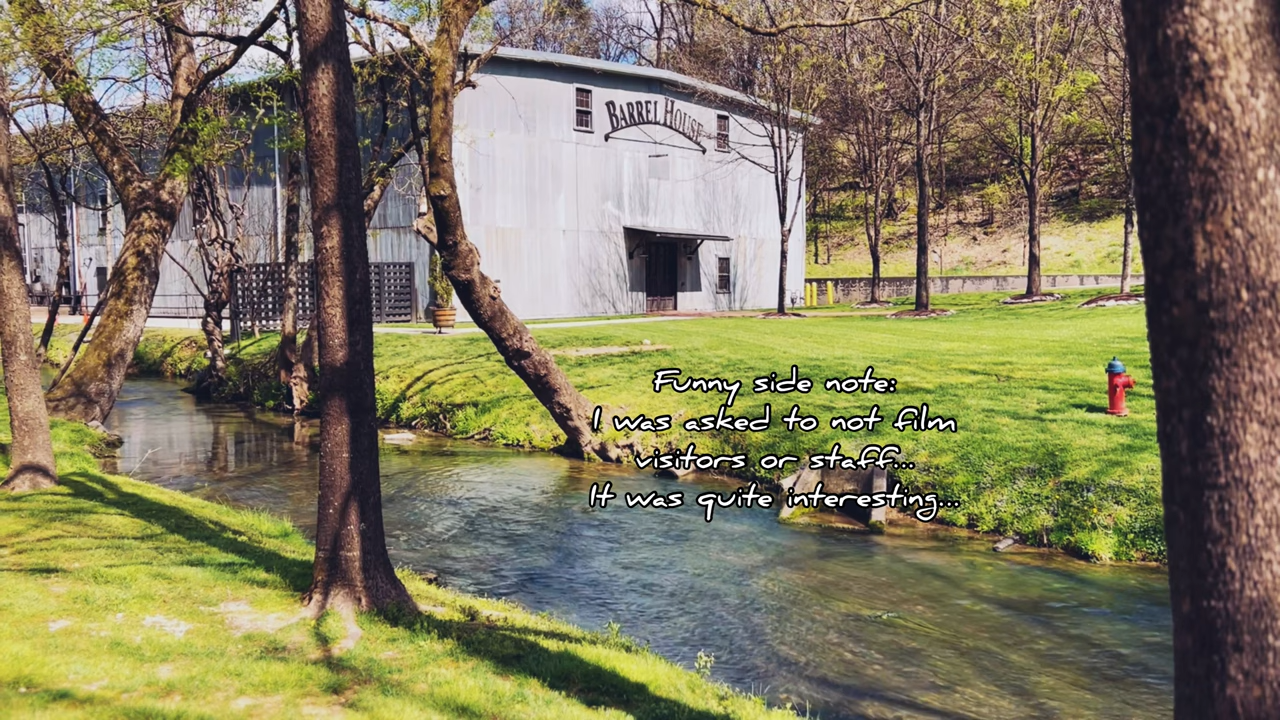 BARREL HOUSE
Funny side note:
I was asked to not film
visitors or staff...
It was quite interesting...